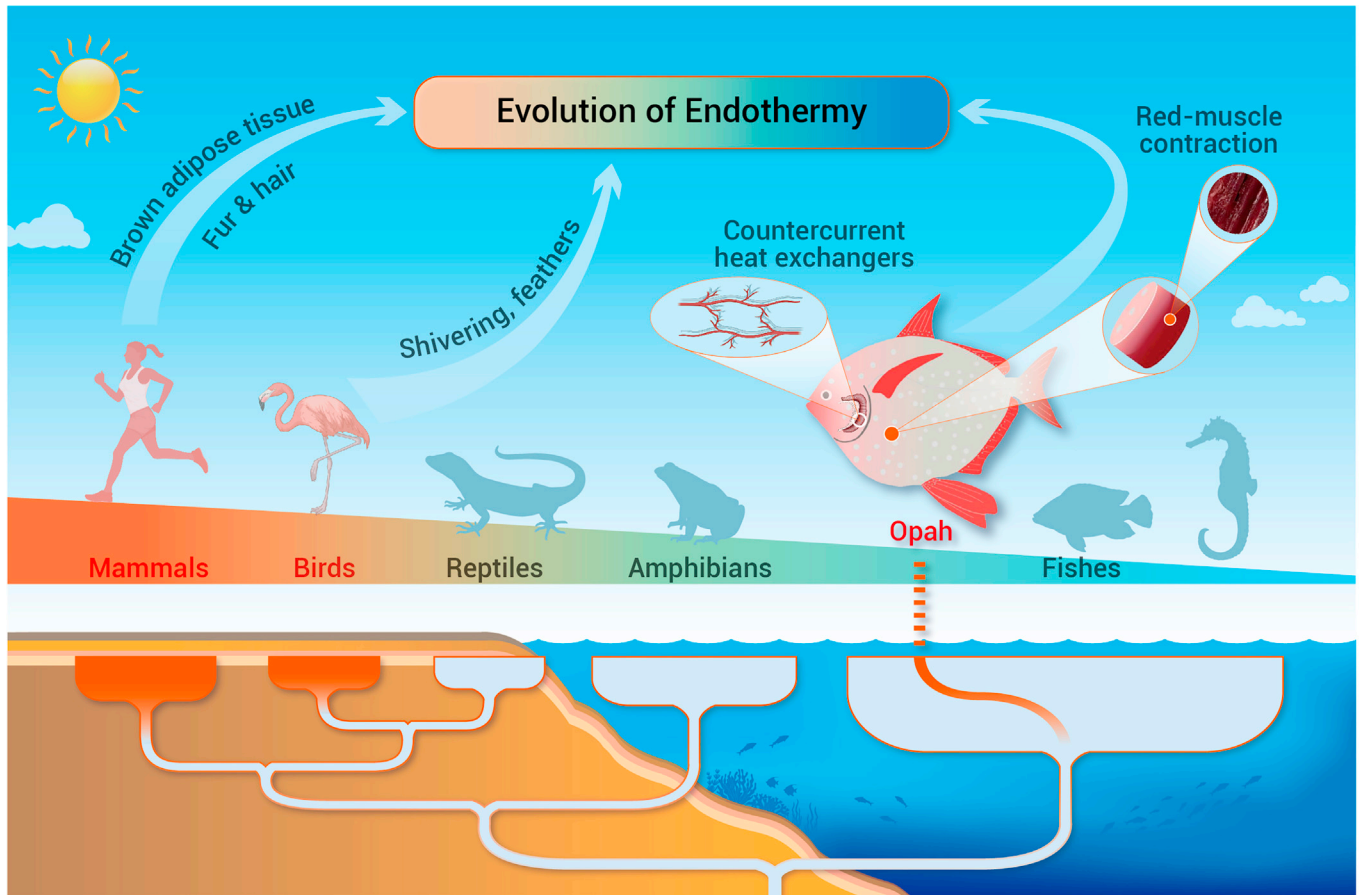 Evolution of Endothermy
Brown adipose tissue
Fur & hair
Shivering, feathers
Countercurrent
heat exchangers
Red-muscle
contraction
Opah
Mammals
Birds
Reptiles
Amphibians
Fishes